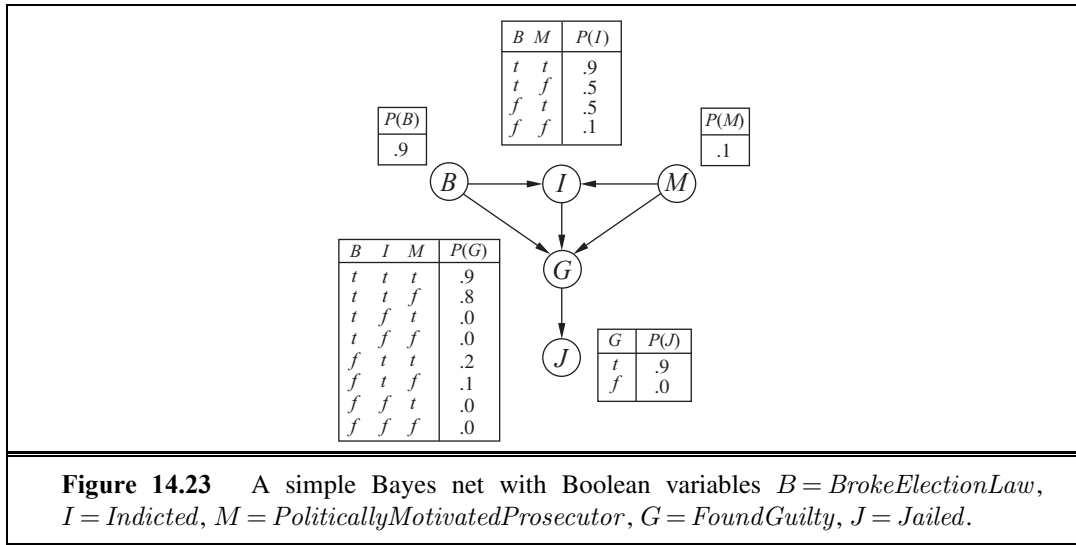 B M P(I)
t t .9
t f .5
f t .5
f f .1
P(B)
.9
P(M)
.1
B
I
M
B I M P(G)
t t t .9
t t f .8
t f t .0
t f f .0
f t t .2
f t f .1
f f t .0
f f f .0
G
J
G P(J)
t .9
f .0
Figure 14.23 A simple Bayes net with Boolean variables B = BrokeElectionLaw,
I = Indicted, M = PoliticallyMotivatedProsecutor, G = FoundGuilty, J = Jailed.